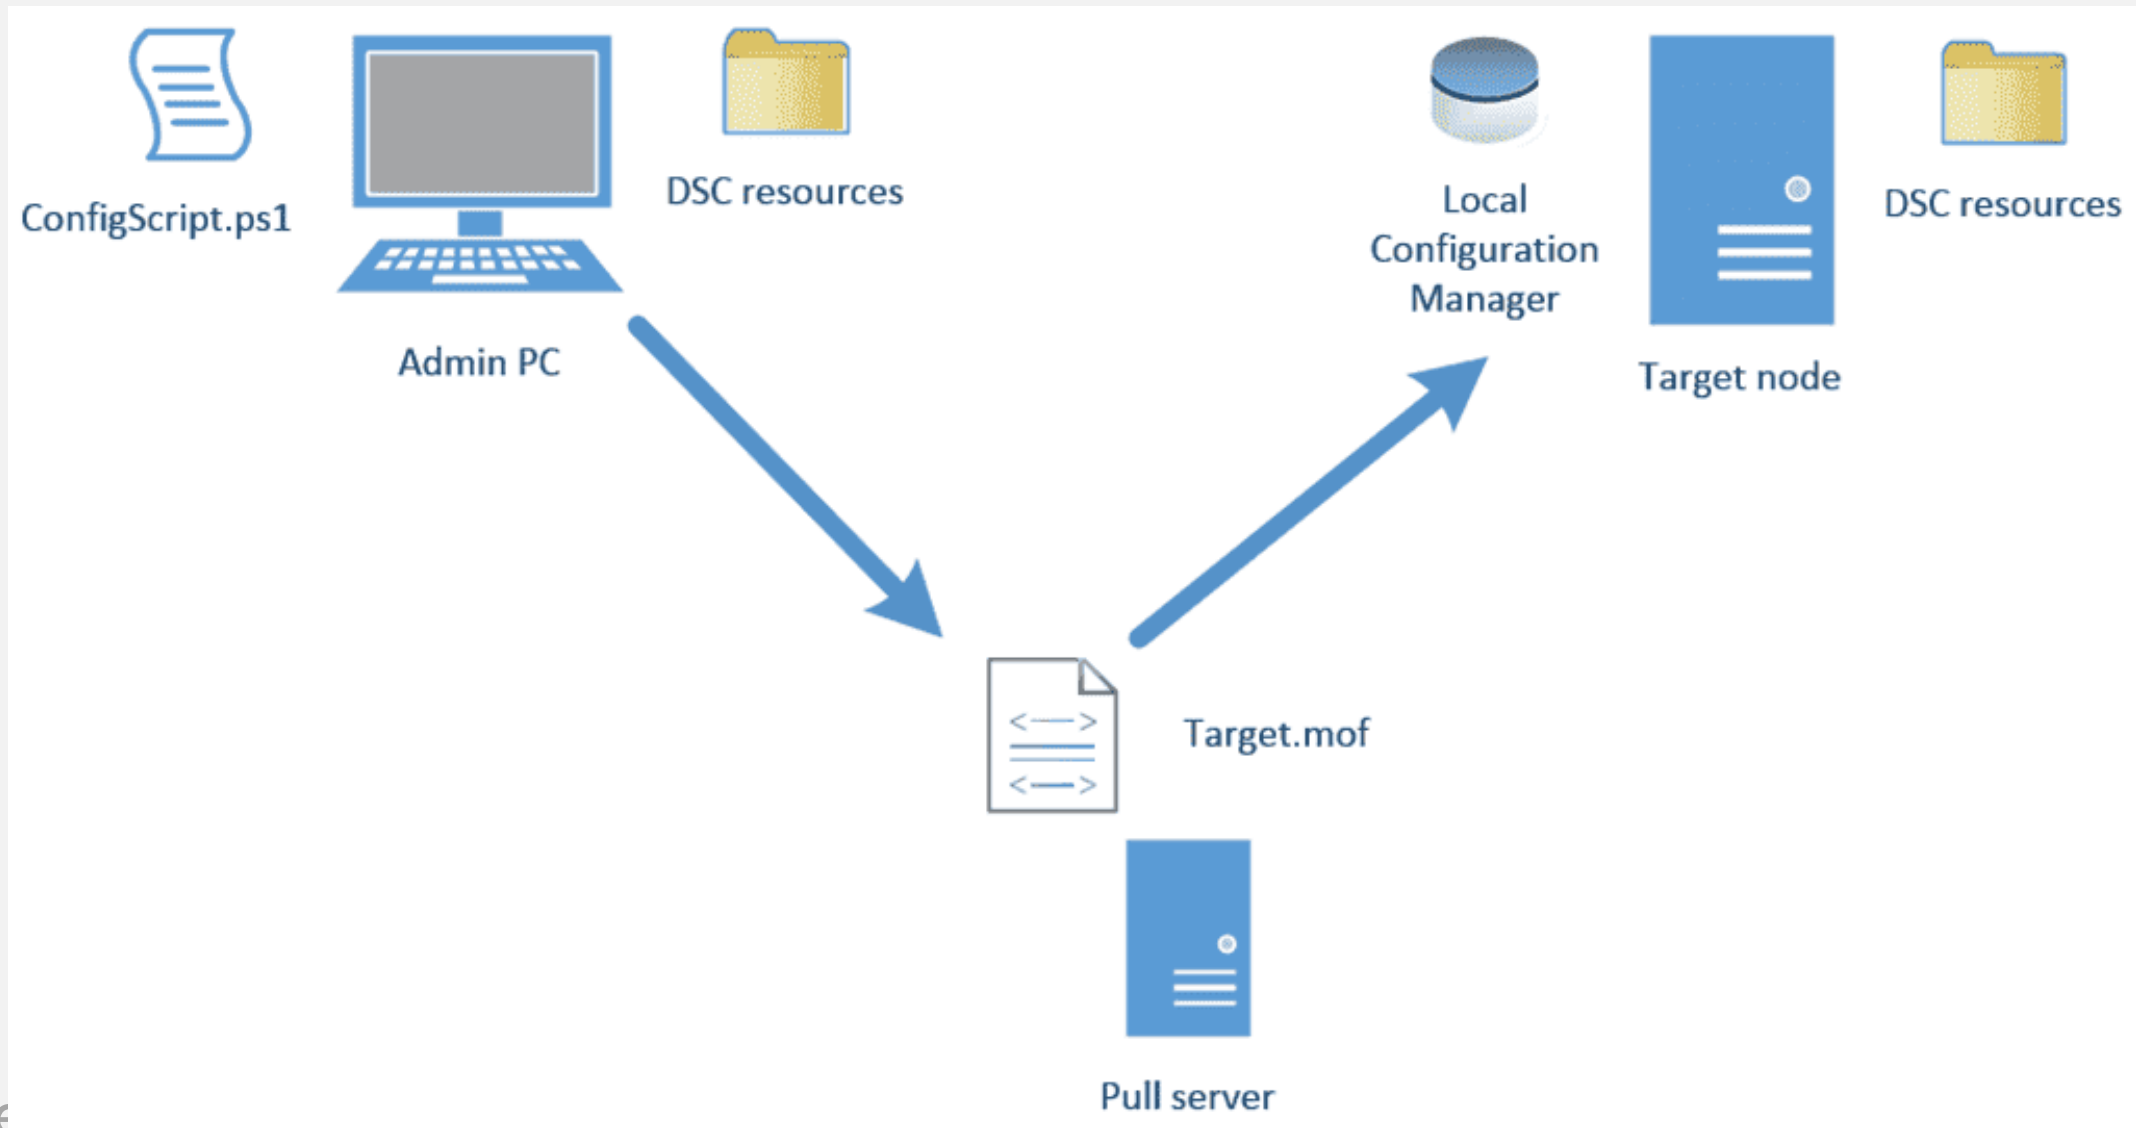 ConfigScript.ps1
Admin PC
DSC resources
Local
Configuration
Manager
Target node
DSC resources
Target.mof
Pull server